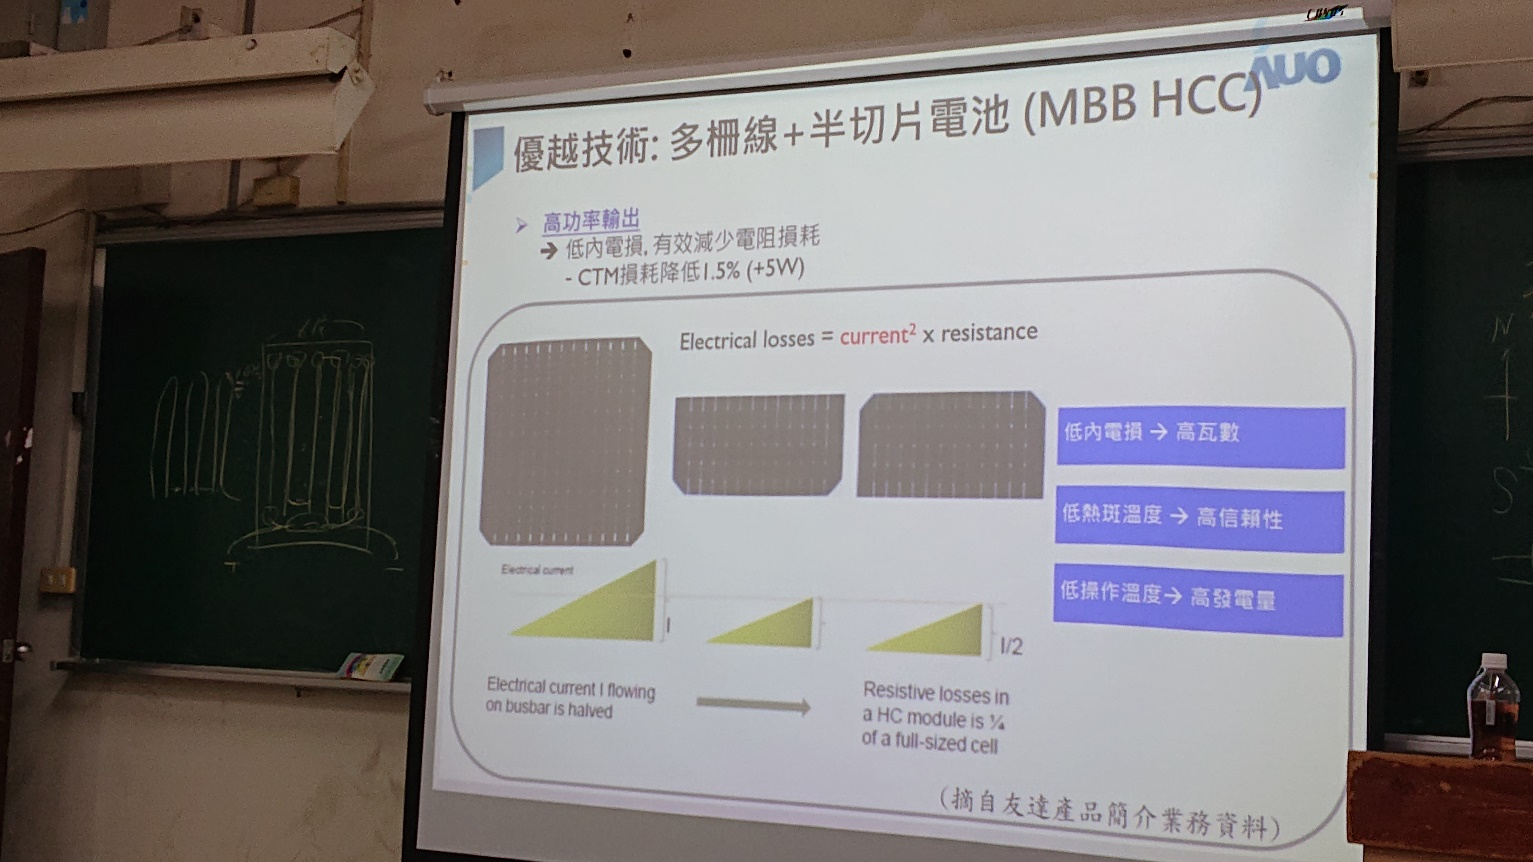 AUO
優越技術: 多柵線+半切片電池 (MBB HCC)
➢ 高功率輸出
→ 低內電損, 有效減少電阻損耗
- CTM損耗降低1.5% (+5W)
Electrical losses = current² x resistance
低內電損 → 高瓦數
低熱斑溫度 → 高信賴性
低操作溫度→ 高發電量
Electrical current
I
I/2
Electrical current I flowing
on busbar is halved
Resistive losses in
a HC module is ¼
of a full-sized cell
(摘自友達產品簡介業務資料)
N
S